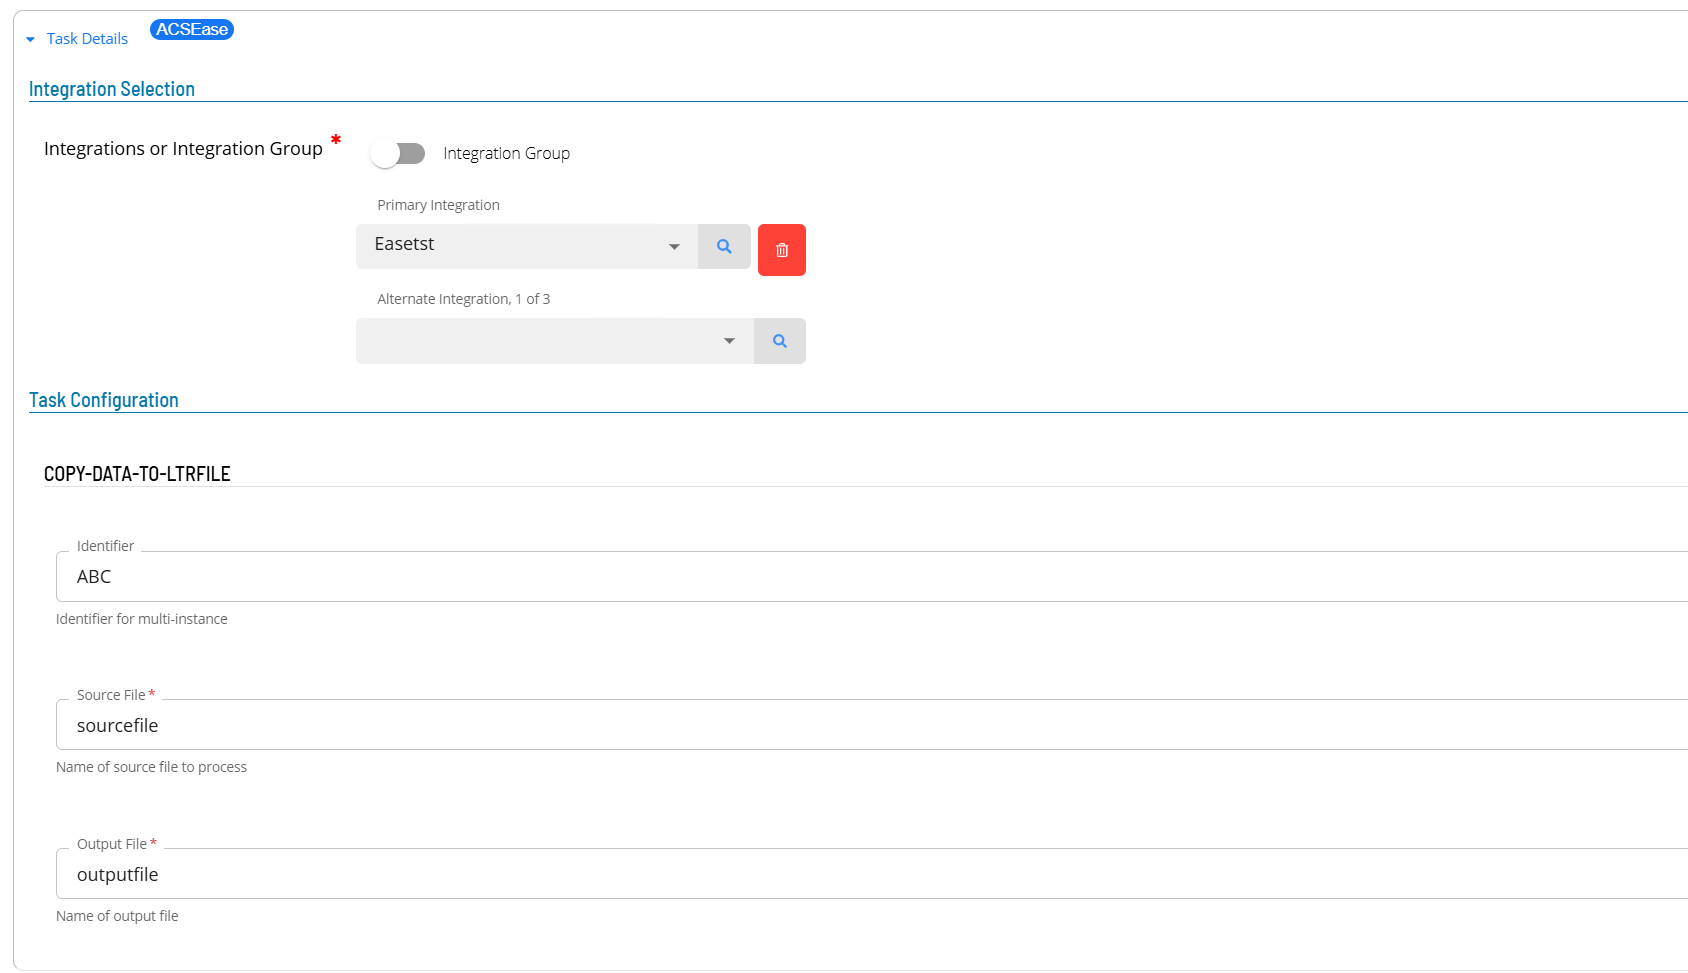 Task Details ACSEase
Integration Selection
Integrations or Integration Group * Integration Group
Primary Integration
Easetst
Alternate Integration, 1 of 3
Task Configuration
COPY-DATA-TO-LTRFILE
Identifier
ABC
Identifier for multi-instance
Source File *
sourcefile
Name of source file to process
Output File *
outputfile
Name of output file